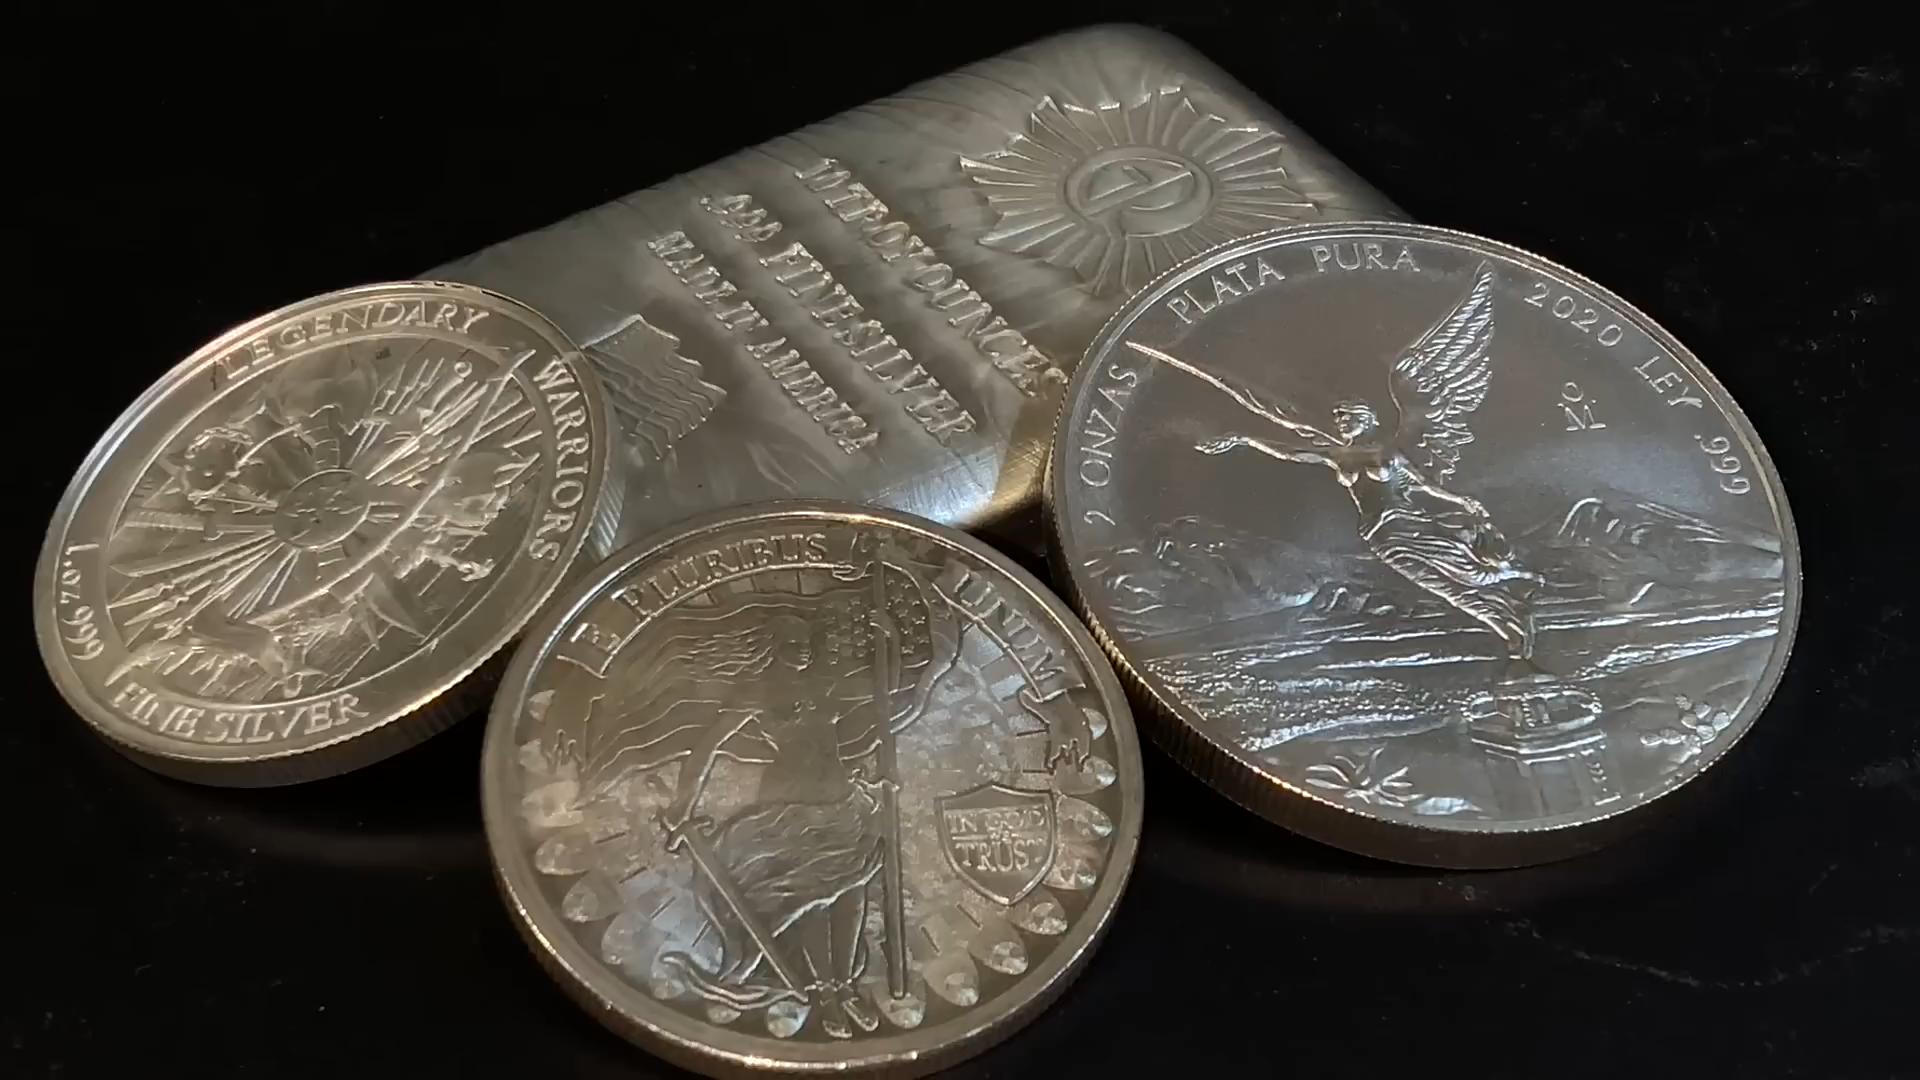 10 TROY OUNCES
.999 FINE SILVER
MADE IN AMERICA
LEGENDARY WARRIORS
1 oz .999
FINE SILVER
E PLURIBUS UNUM
IN GOD
WE
TRUST
2 ONZAS PLATA PURA 2020 LEY .999
Mo